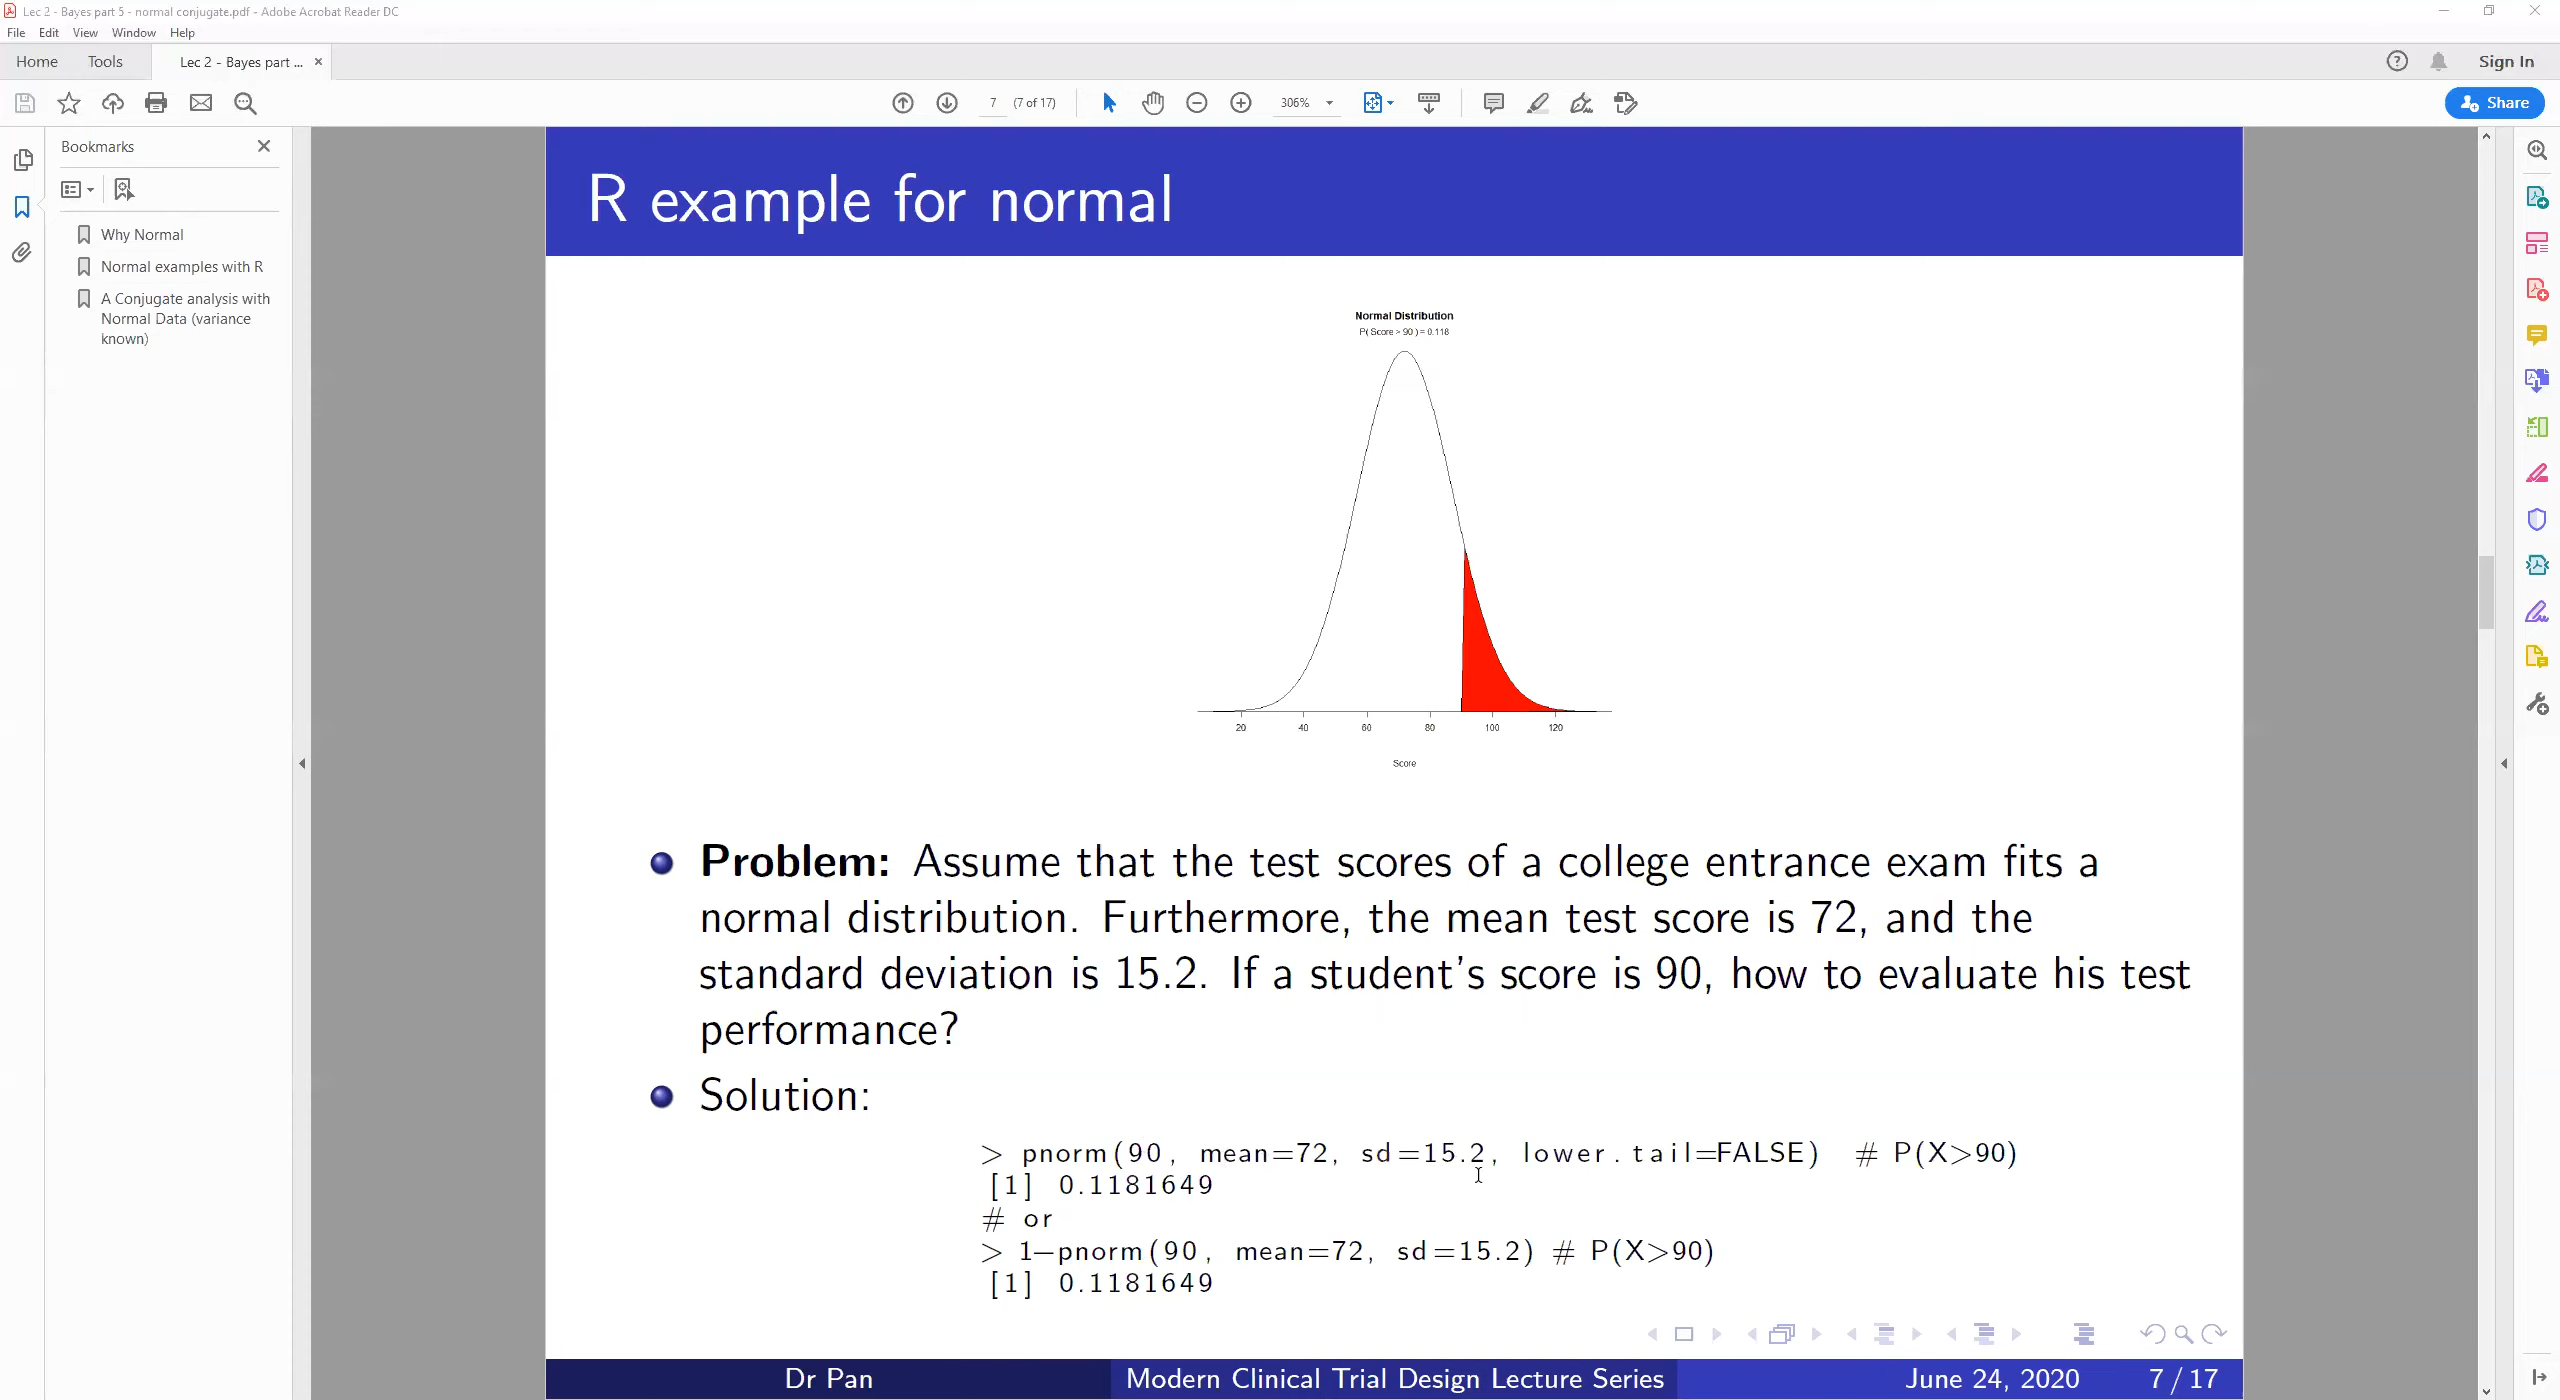 Lec 2 - Bayes part 5 - normal conjugate.pdf - Adobe Acrobat Reader DC
File Edit View Window Help
Home Tools Lec 2 - Bayes part ... × Sign In
7 (7 of 17) 306% Share
Bookmarks
Why Normal
Normal examples with R
A Conjugate analysis with
Normal Data (variance
known)
R example for normal
Normal Distribution
P( Score > 90 ) = 0.118
20 40 60 80 100 120
Score
Problem: Assume that the test scores of a college entrance exam fits a
normal distribution. Furthermore, the mean test score is 72, and the
standard deviation is 15.2. If a student's score is 90, how to evaluate his test
performance?
Solution:
> pnorm(90, mean=72, sd=15.2, lower.tail=FALSE) # P(X>90)
[1] 0.1181649
# or
> 1−pnorm(90, mean=72, sd=15.2) # P(X>90)
[1] 0.1181649
Dr Pan Modern Clinical Trial Design Lecture Series June 24, 2020 7 / 17